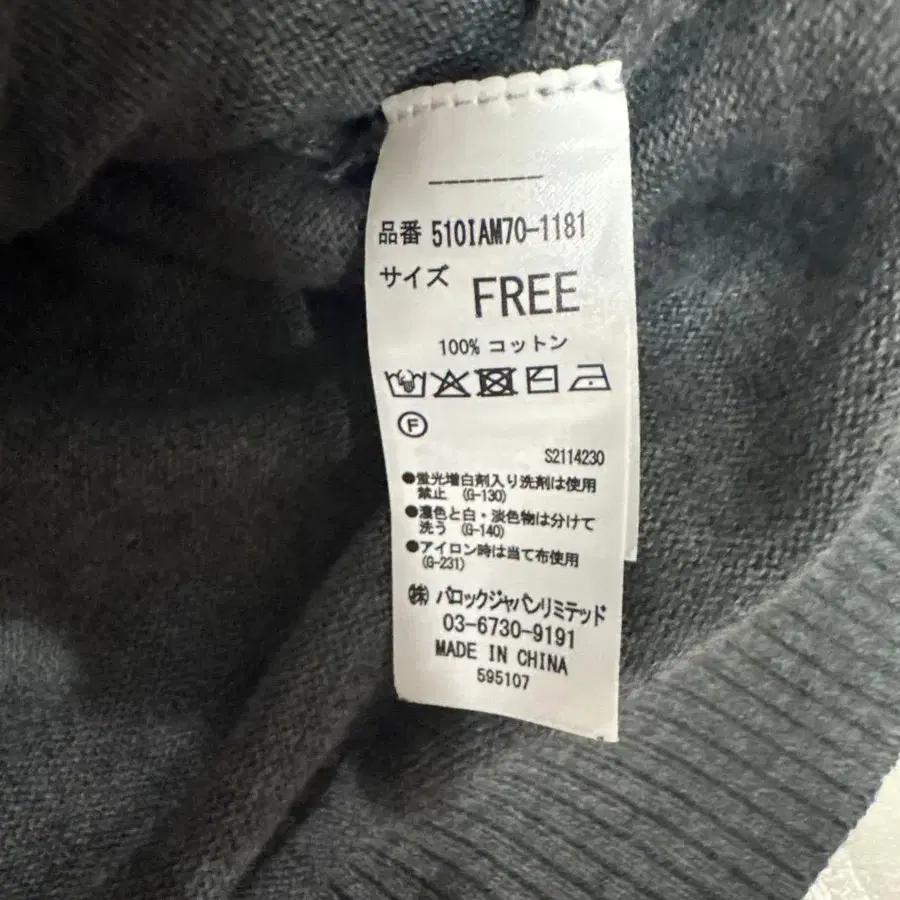 品番 510IAM70-1181
サイズ FREE
100% コットン
F
S2114230
●蛍光増白剤入り洗剤は使用
禁止 (G-130)
●濃色と白・淡色物は分けて
洗う (G-140)
●アイロン時は当て布使用
(G-231)
㈱バロックジャパンリミテッド
03-6730-9191
MADE IN CHINA
595107